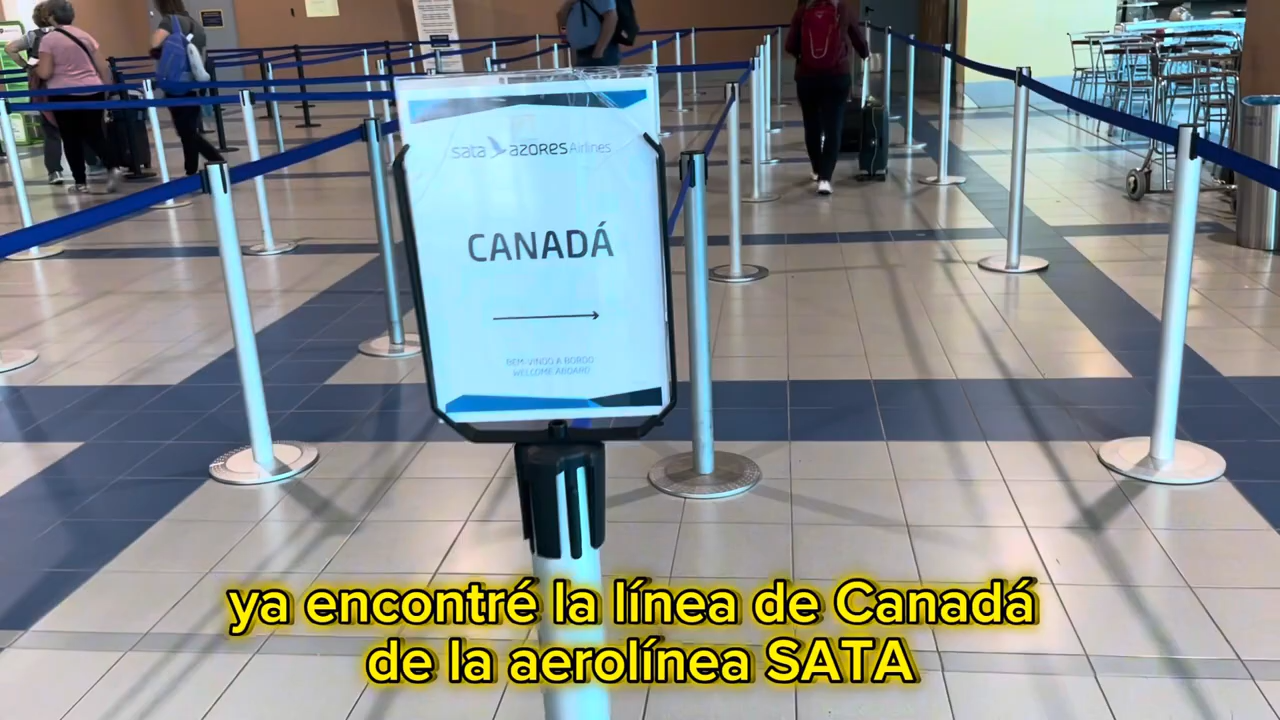 sata AZORES Airlines
CANADÁ
BEM-VINDO A BORDO
WELCOME ABOARD
ya encontré la línea de Canadá
de la aerolínea SATA